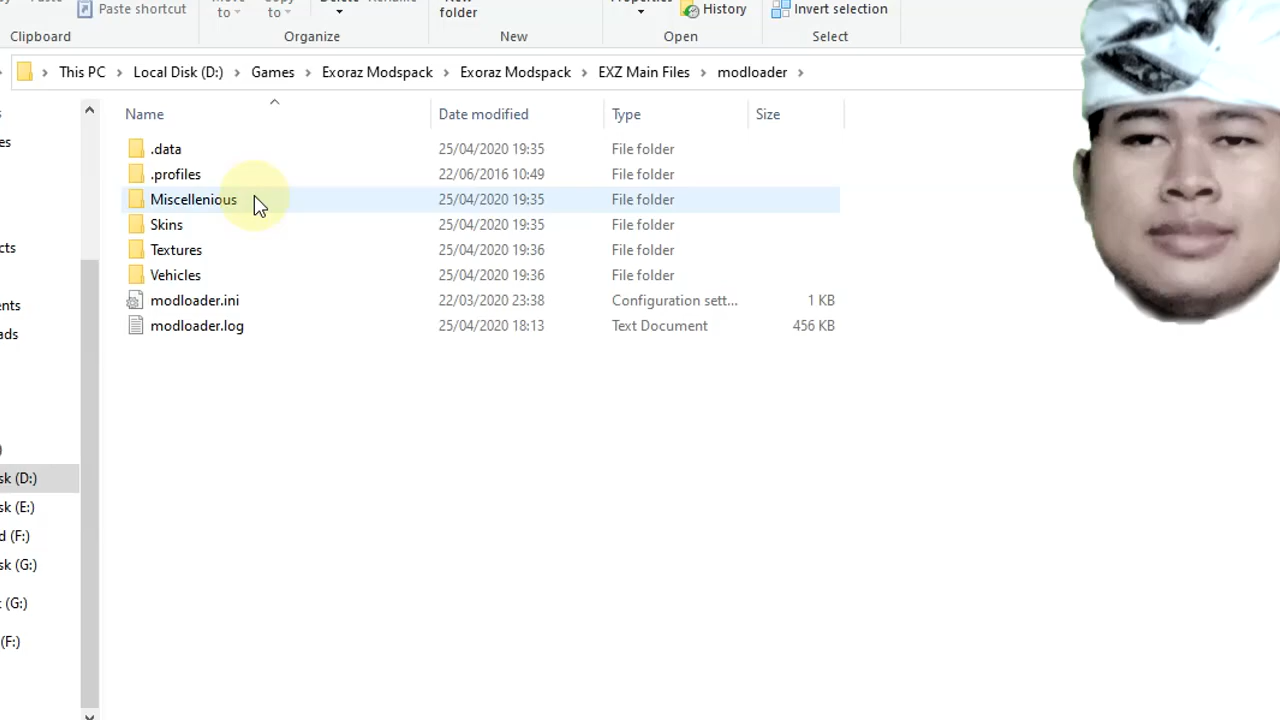 Paste shortcut
to to
folder
Properties
History
Invert selection
Clipboard
Organize
New
Open
Select
This PC
Local Disk (D:)
Games
Exoraz Modspack
Exoraz Modspack
EXZ Main Files
modloader
Name Date modified Type Size
.data 25/04/2020 19:35 File folder
.profiles 22/06/2016 10:49 File folder
Miscellenious 25/04/2020 19:35 File folder
Skins 25/04/2020 19:35 File folder
Textures 25/04/2020 19:36 File folder
Vehicles 25/04/2020 19:36 File folder
modloader.ini 22/03/2020 23:38 Configuration sett... 1 KB
modloader.log 25/04/2020 18:13 Text Document 456 KB
sk (D:)
sk (E:)
d (F:)
sk (G:)
(G:)
(F:)